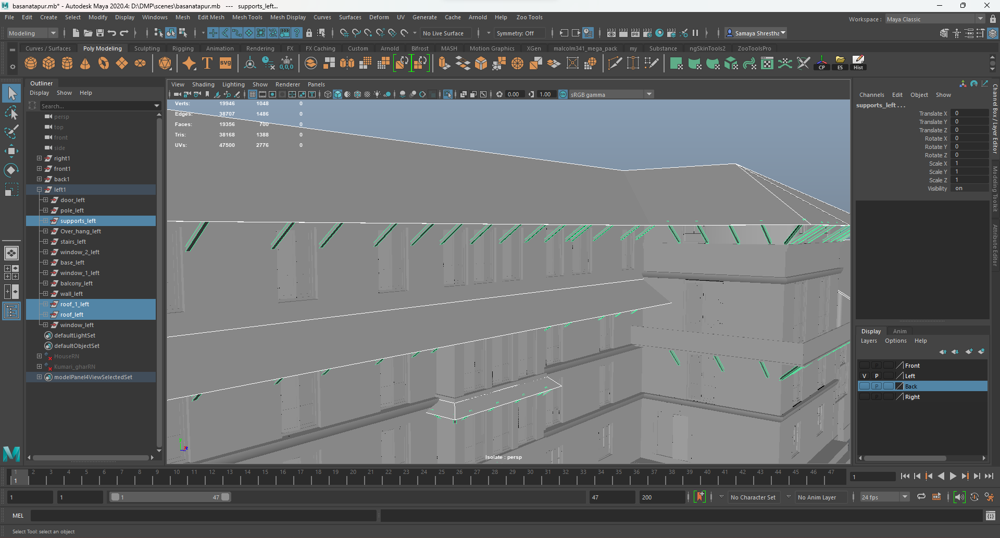 basanatapur.mb* - Autodesk Maya 2020.4: D:\DMP\scenes\basanatapur.mb --- supports_left...
File Edit Create Select Modify Display Windows Mesh Edit Mesh Mesh Tools Mesh Display Curves Surfaces Deform UV Generate Cache Arnold Help Zoo Tools
Workspace : Maya Classic
Modeling No Live Surface Symmetry: Off Samaya Shrestha
Curves / Surfaces Poly Modeling Sculpting Rigging Animation Rendering FX FX Caching Custom Arnold Bifrost MASH Motion Graphics XGen malcolm341_mega_pack my Substance ngSkinTools2 ZooToolsPro
T svg 0,0,0 IPR CP ES Hist
Outliner
Display Show Help
Search...
persp
top
front
side
right1
front1
back1
left1
door_left
pole_left
supports_left
Over_hang_left
stairs_left
window_2_left
base_left
window_1_left
balcony_left
wall_left
roof_1_left
roof_left
window_left
defaultLightSet
defaultObjectSet
HouseRN
Kumari_gharRN
modelPanel4ViewSelectedSet
View Shading Lighting Show Renderer Panels
0.00 1.00 ON sRGB gamma
Verts: 19946 1048 0
Edges: 38707 1486 0
Faces: 19356 700 0
Tris: 38168 1388 0
UVs: 47500 2776 0
Isolate : persp
Channels Edit Object Show
supports_left . . .
Translate X 0
Translate Y 0
Translate Z 0
Rotate X 0
Rotate Y 0
Rotate Z 0
Scale X 1
Scale Y 1
Scale Z 1
Visibility on
Channel Box / Layer Editor
Modeling Toolkit
Attribute Editor
Display Anim
Layers Options Help
P Front
V P Left
P Back
P Right
1 2 3 4 5 6 7 8 9 10 11 12 13 14 15 16 17 18 19 20 21 22 23 24 25 26 27 28 29 30 31 32 33 34 35 36 37 38 39 40 41 42 43 44 45 46 47
1 1
1 1 1 47 47 200 No Character Set No Anim Layer 24 fps
MEL
Select Tool: select an object